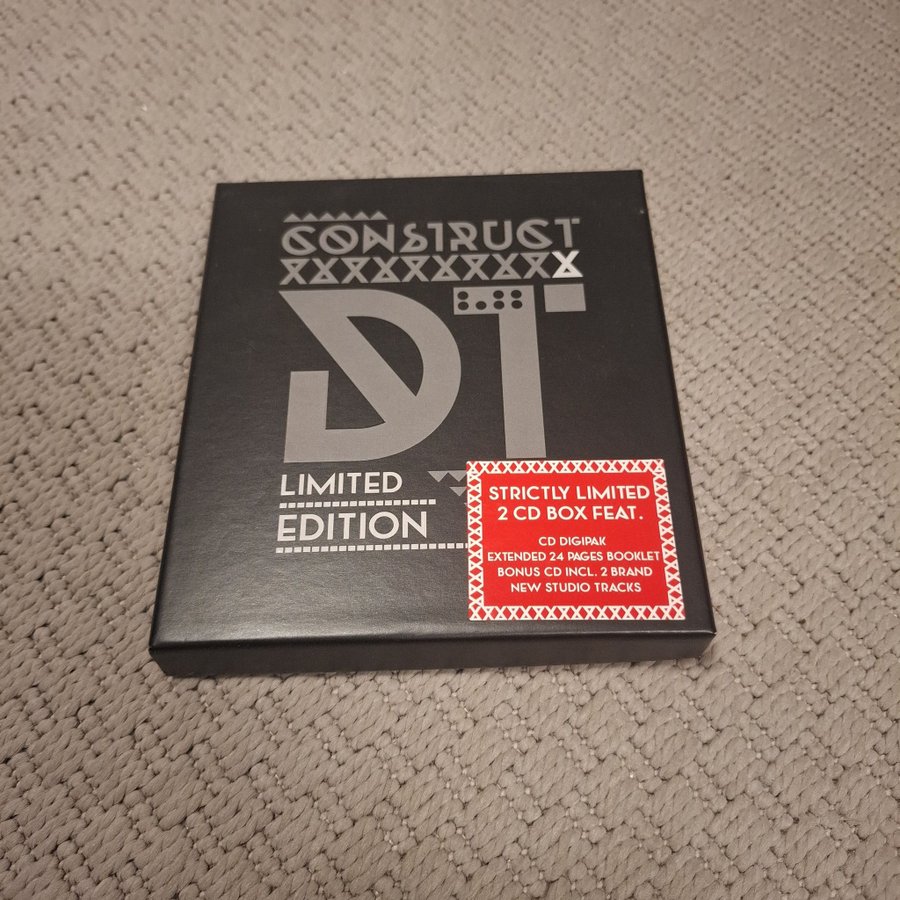 CONSTRUCT
XXXXXXXXXX
DT
LIMITED
EDITION
STRICTLY LIMITED
2 CD BOX FEAT.
CD DIGIPAK
EXTENDED 24 PAGES BOOKLET
BONUS CD INCL. 2 BRAND
NEW STUDIO TRACKS